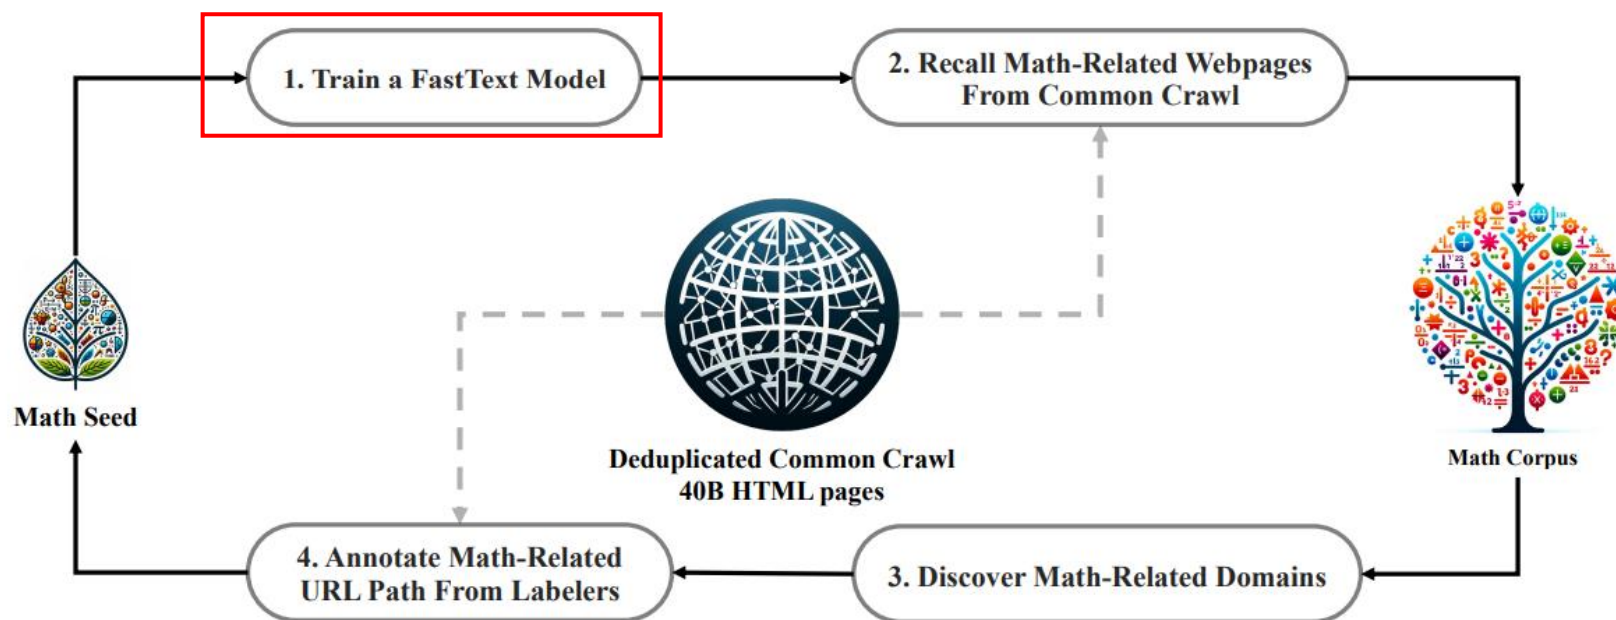 1. Train a FastText Model
2. Recall Math-Related Webpages
From Common Crawl
Math Seed
Deduplicated Common Crawl
40B HTML pages
Math Corpus
4. Annotate Math-Related
URL Path From Labelers
3. Discover Math-Related Domains